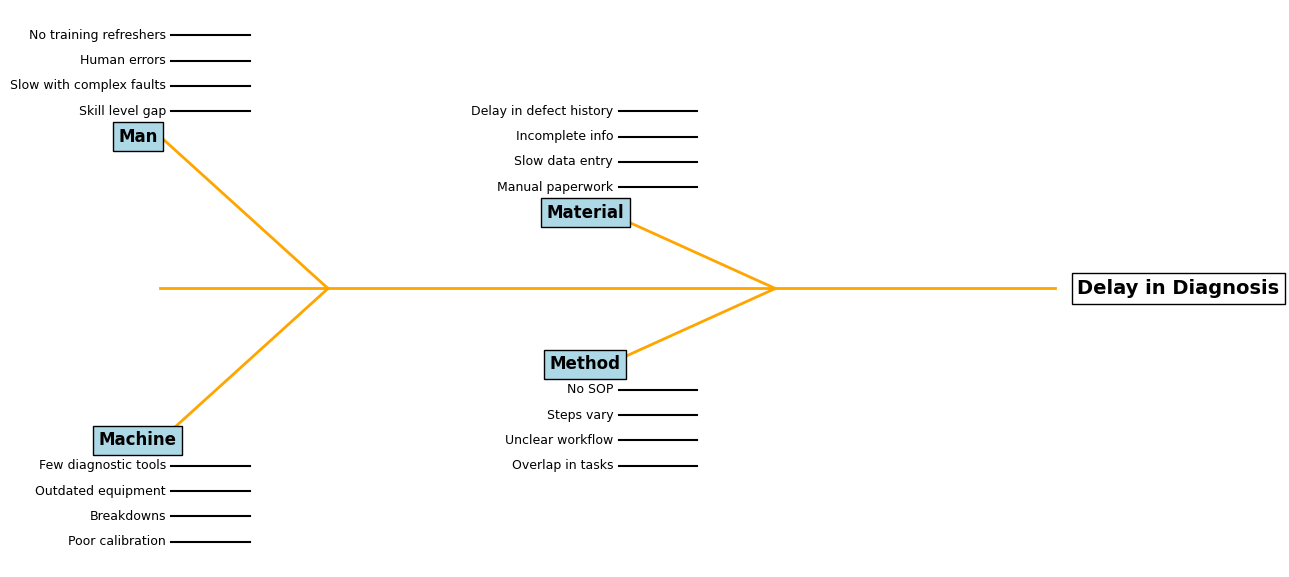 No training refreshers
Human errors
Slow with complex faults
Skill level gap
Man
Delay in defect history
Incomplete info
Slow data entry
Manual paperwork
Material
Delay in Diagnosis
Machine
Few diagnostic tools
Outdated equipment
Breakdowns
Poor calibration
Method
No SOP
Steps vary
Unclear workflow
Overlap in tasks